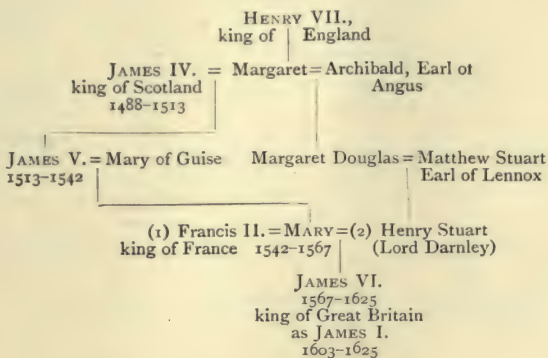 HENRY VII.,
king of England
JAMES IV. = Margaret = Archibald, Earl ot
king of Scotland Angus
1488–1513
JAMES V. = Mary of Guise Margaret Douglas = Matthew Stuart
1513–1542 Earl of Lennox
(1) Francis II. = MARY = (2) Henry Stuart
king of France 1542–1567 (Lord Darnley)
JAMES VI.
1567–1625
king of Great Britain
as JAMES I.
1603–1625